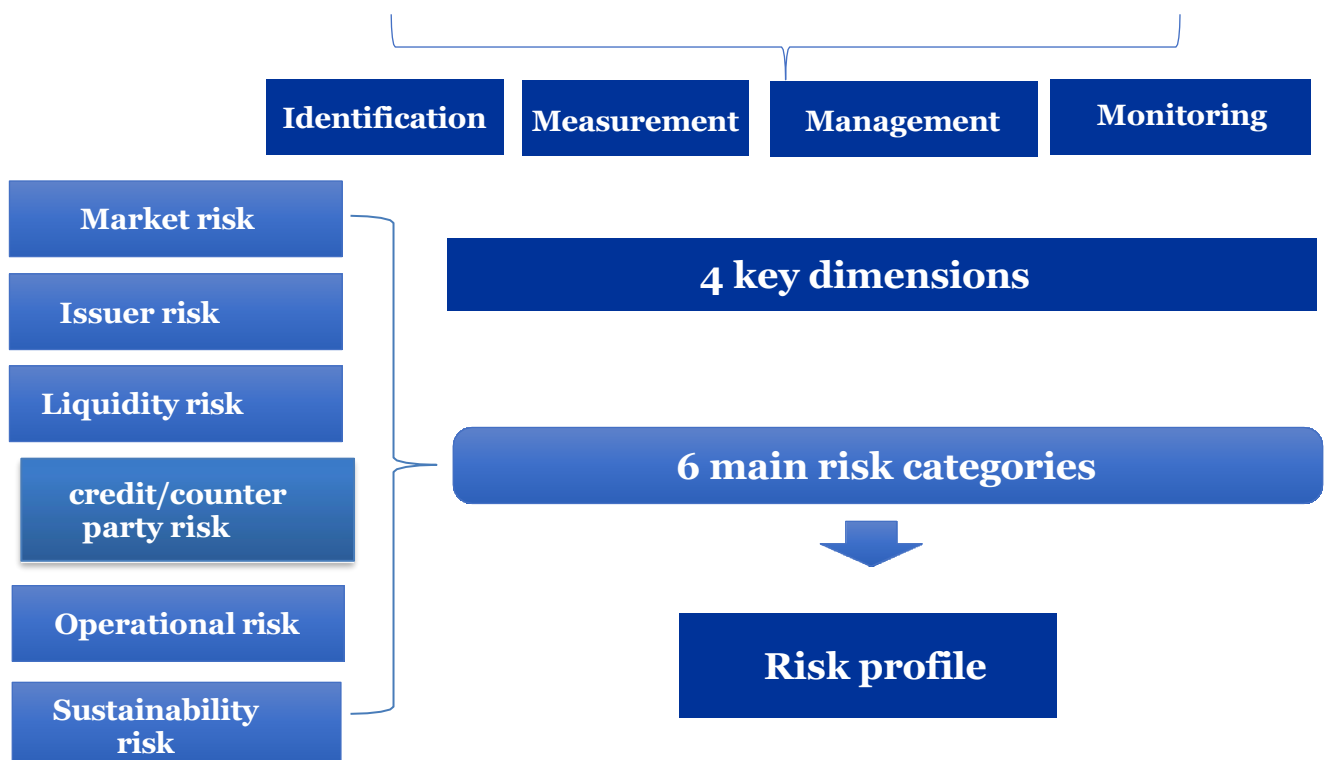 Identification
Measurement
Management
Monitoring
Market risk
4 key dimensions
Issuer risk
Liquidity risk
6 main risk categories
credit/counter
party risk
Operational risk
Risk profile
Sustainability
risk